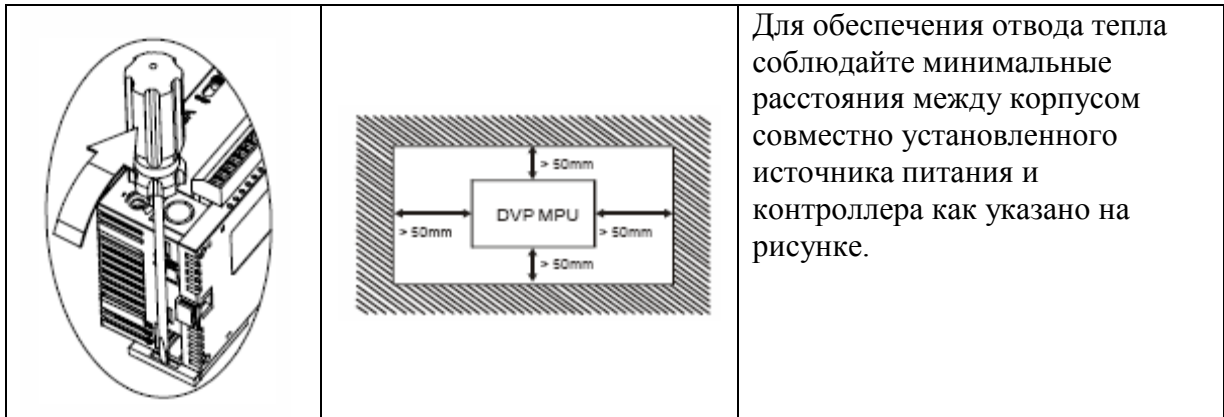 > 50mm
DVP MPU
> 50mm
> 50mm
> 50mm
Для обеспечения отвода тепла
соблюдайте минимальные
расстояния между корпусом
совместно установленного
источника питания и
контроллера как указано на
рисунке.